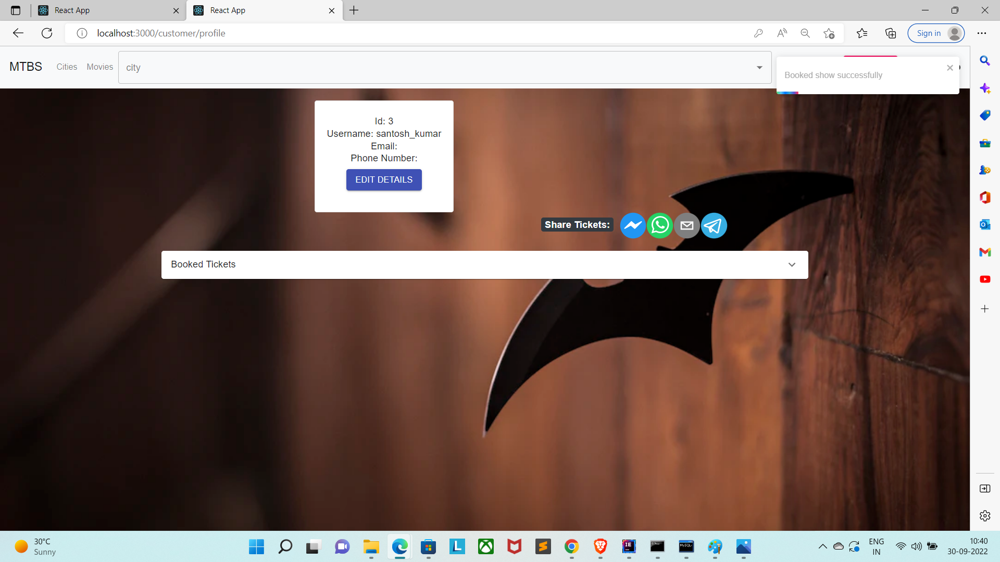 React App
React App
localhost:3000/customer/profile
Sign in
MTBS
Cities
Movies
city
Booked show successfully
Id: 3
Username: santosh_kumar
Email:
Phone Number:
EDIT DETAILS
Share Tickets:
Booked Tickets
30°C
Sunny
ENG
IN
10:40
30-09-2022